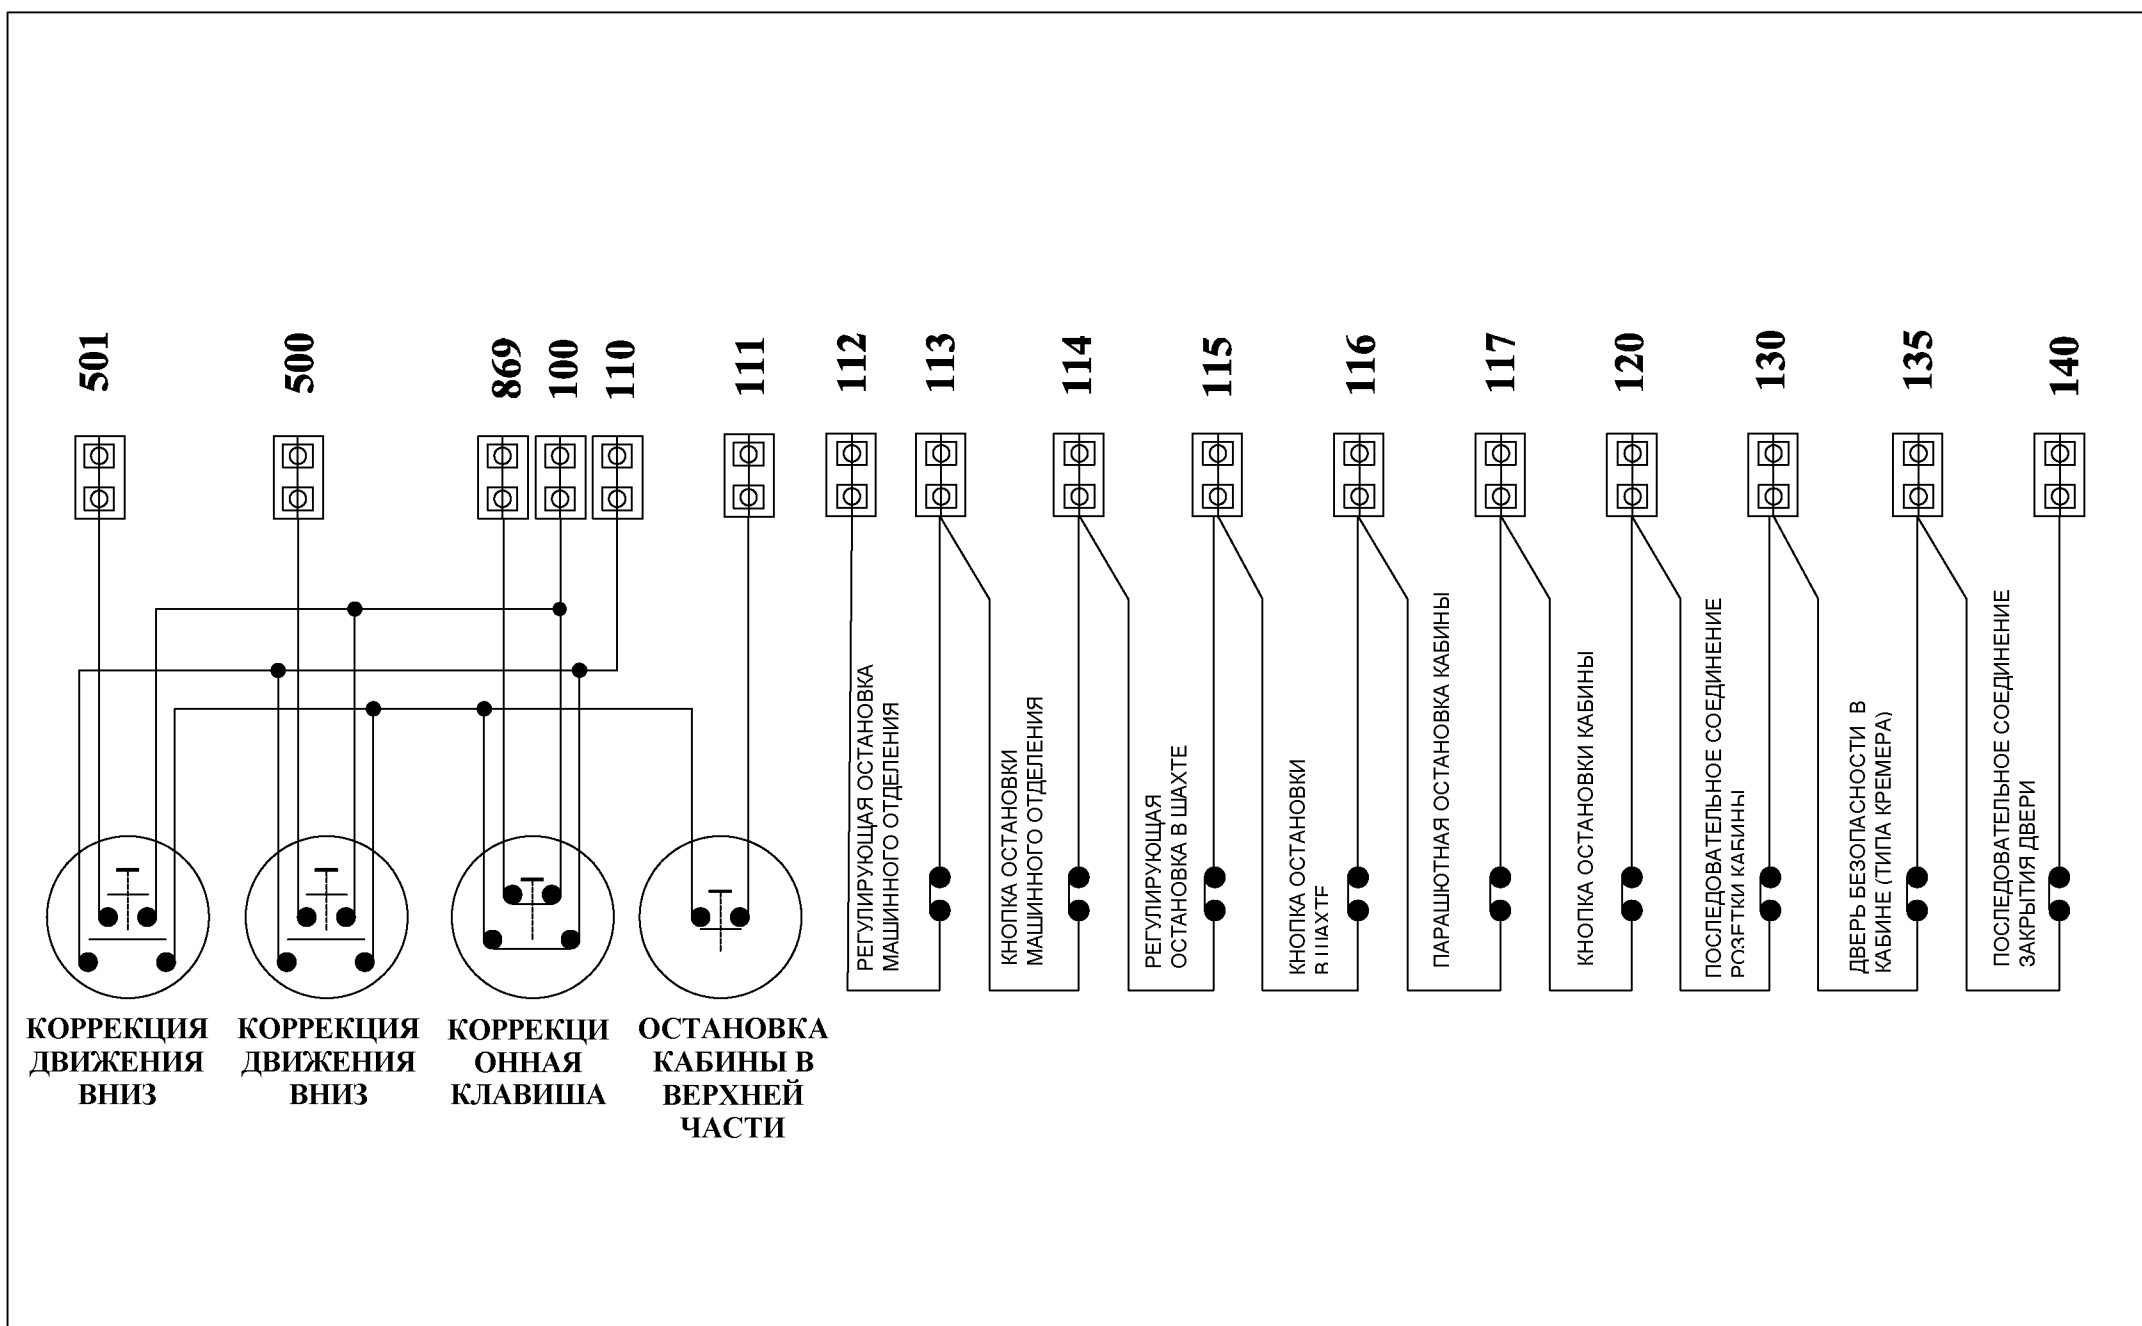 501
500
869
100
110
111
112
113
114
115
116
117
120
130
135
140
РЕГУЛИРУЮЩАЯ ОСТАНОВКА
МАШИННОГО ОТДЕЛЕНИЯ
КНОПКА ОСТАНОВКИ
МАШИННОГО ОТДЕЛЕНИЯ
РЕГУЛИРУЮЩАЯ
ОСТАНОВКА В ШАХТЕ
КНОПКА ОСТАНОВКИ
В ШАХТЕ
ПАРАШЮТНАЯ ОСТАНОВКА КАБИНЫ
КНОПКА ОСТАНОВКИ КАБИНЫ
ПОСЛЕДОВАТЕЛЬНОЕ СОЕДИНЕНИЕ
РОЗЕТКИ КАБИНЫ
ДВЕРЬ БЕЗОПАСНОСТИ В
КАБИНЕ (ТИПА КРЕМЕРА)
ПОСЛЕДОВАТЕЛЬНОЕ СОЕДИНЕНИЕ
ЗАКРЫТИЯ ДВЕРИ
КОРРЕКЦИЯ
ДВИЖЕНИЯ
ВНИЗ
КОРРЕКЦИЯ
ДВИЖЕНИЯ
ВНИЗ
КОРРЕКЦИ
ОННАЯ
КЛАВИША
ОСТАНОВКА
КАБИНЫ В
ВЕРХНЕЙ
ЧАСТИ